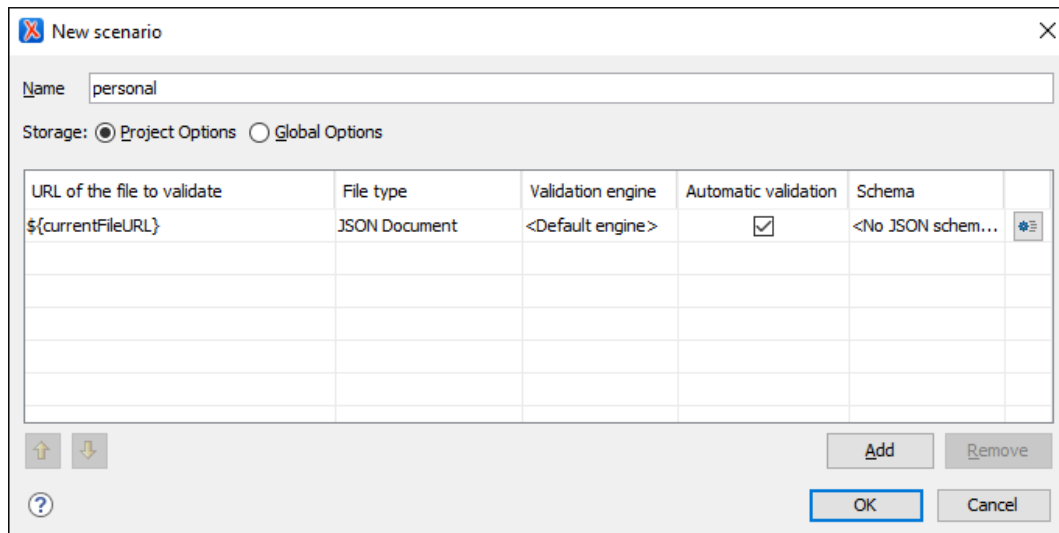 New scenario
Name personal
Storage: Project Options Global Options
URL of the file to validate File type Validation engine Automatic validation Schema
${currentFileURL} JSON Document <Default engine> <No JSON schem...
Add Remove
? OK Cancel